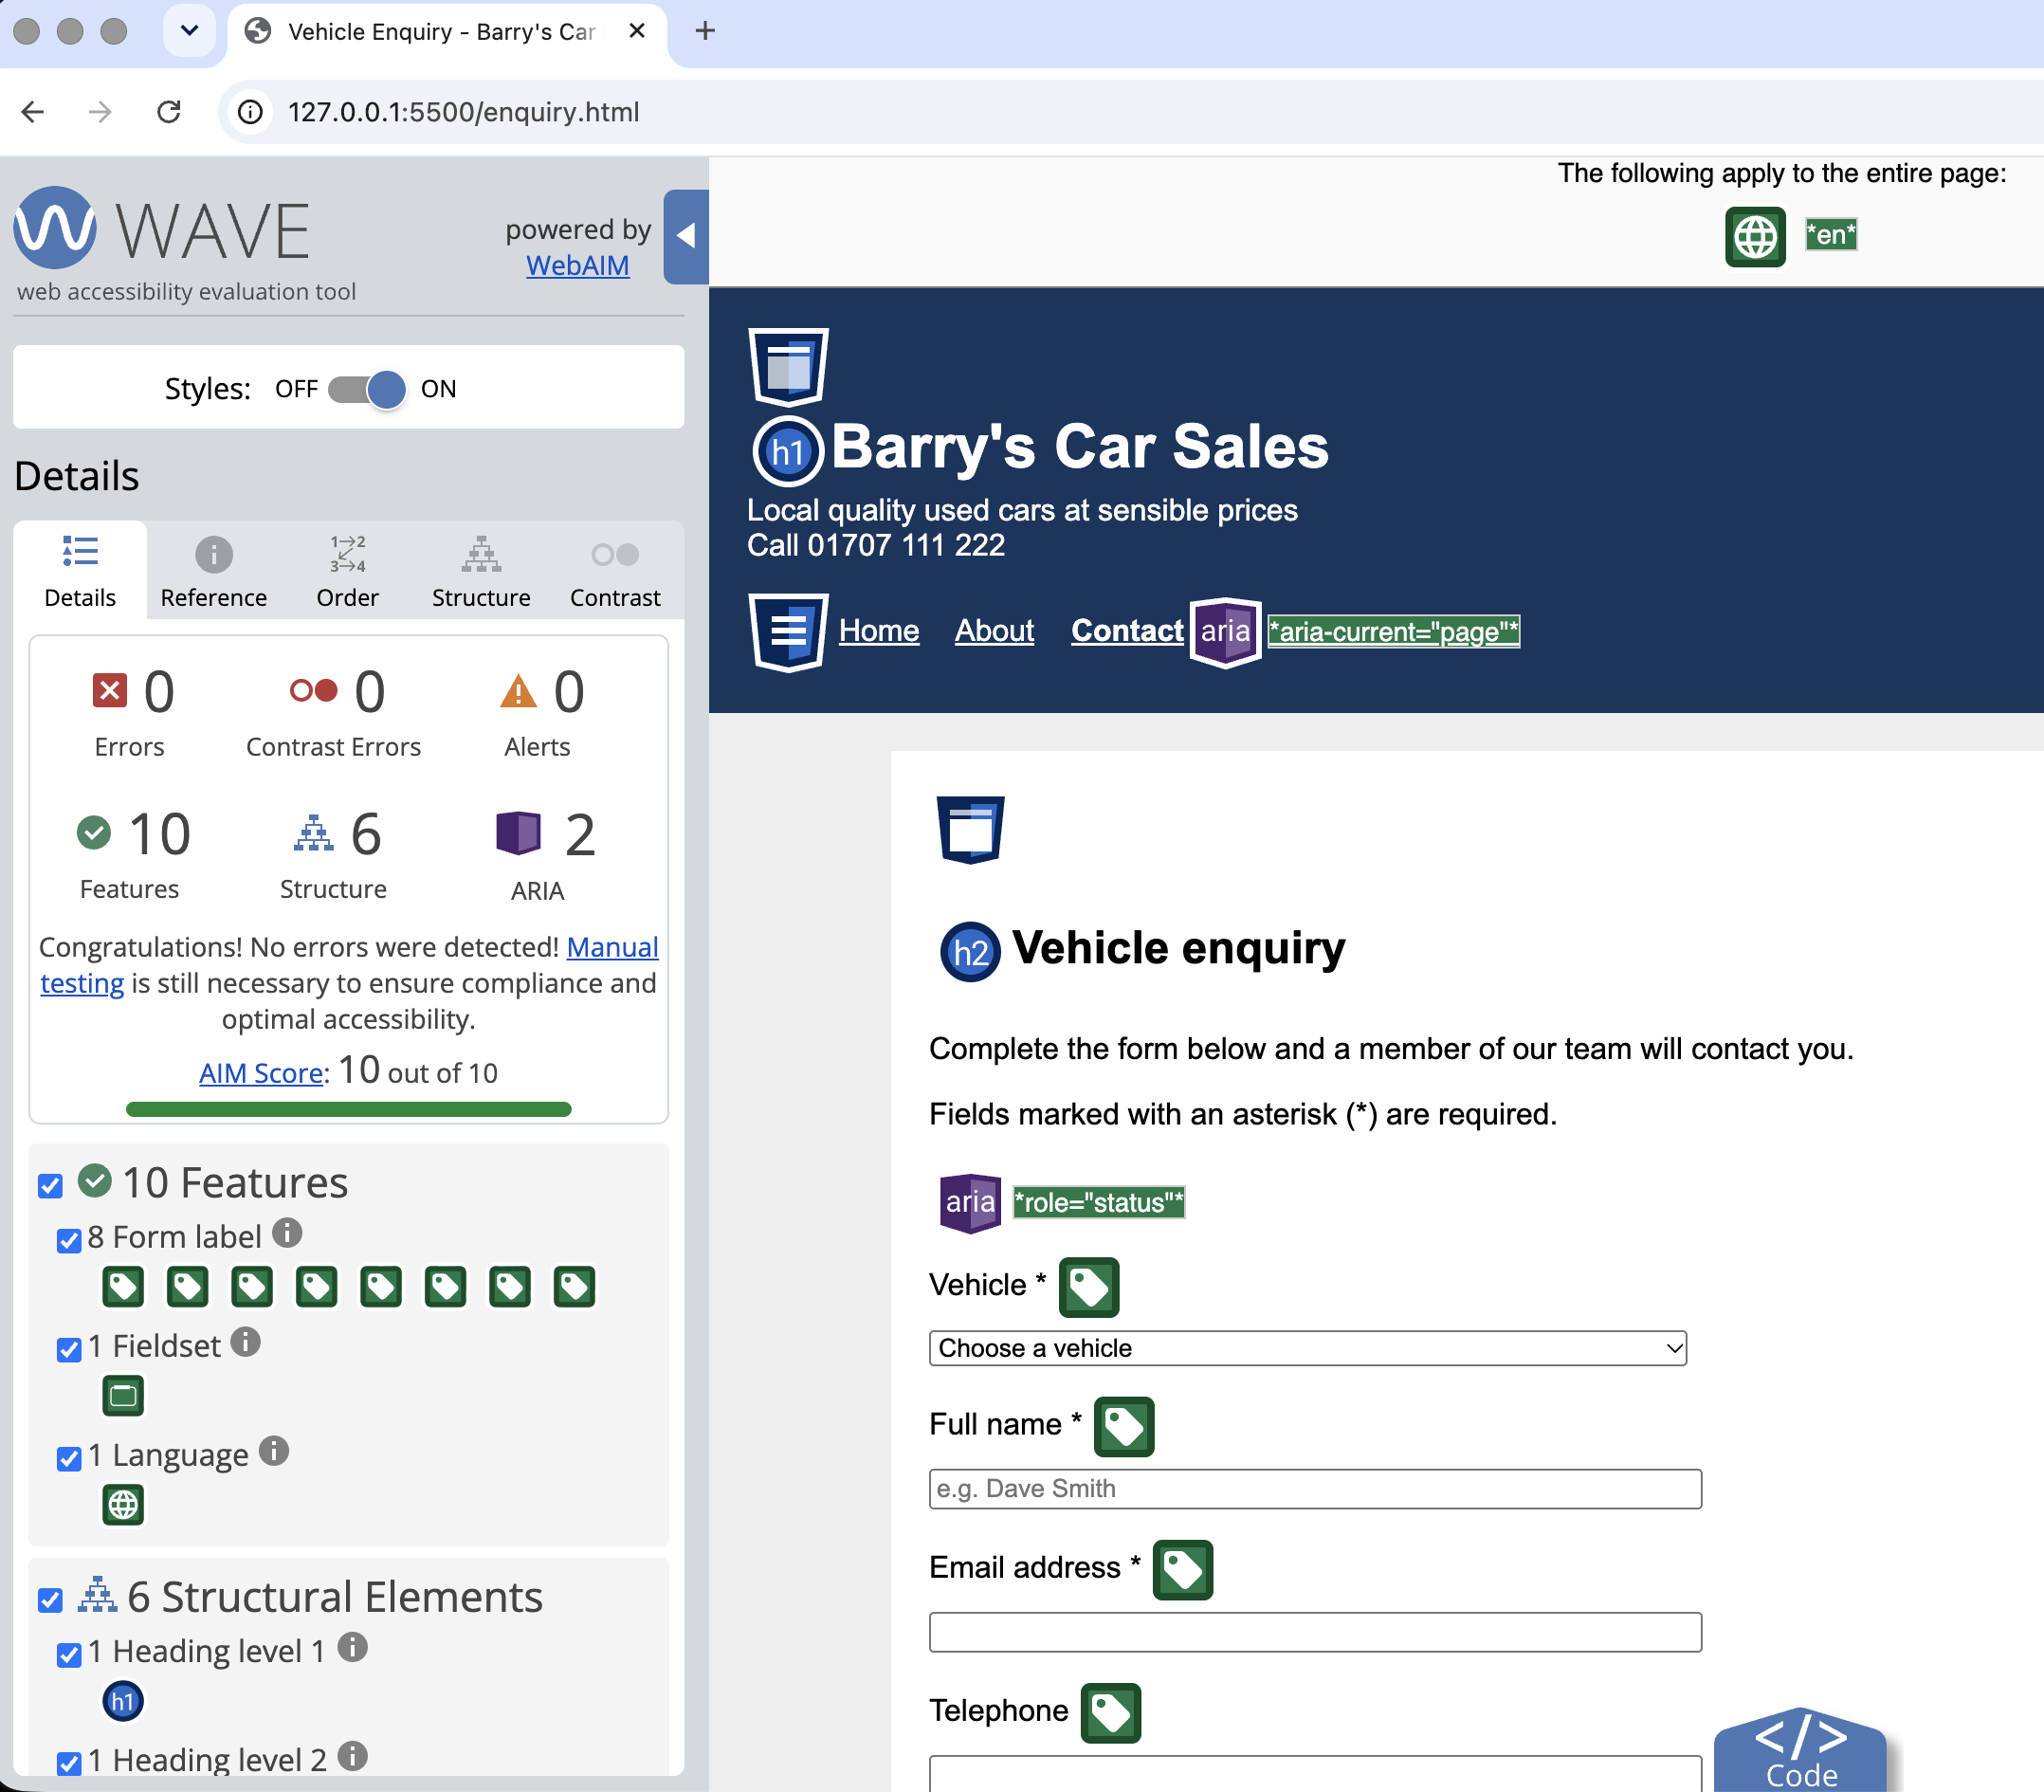 Vehicle Enquiry - Barry's Car
127.0.0.1:5500/enquiry.html
WAVE
web accessibility evaluation tool
powered by
WebAIM
Styles: OFF ON
Details
Details Reference Order Structure Contrast
1→2
3→4
0 0 0
Errors Contrast Errors Alerts
10 6 2
Features Structure ARIA
Congratulations! No errors were detected! Manual
testing is still necessary to ensure compliance and
optimal accessibility.
AIM Score: 10 out of 10
10 Features
8 Form label
1 Fieldset
1 Language
6 Structural Elements
1 Heading level 1
h1
1 Heading level 2
The following apply to the entire page:
*en*
h1 Barry's Car Sales
Local quality used cars at sensible prices
Call 01707 111 222
Home About Contact aria *aria-current="page"*
h2 Vehicle enquiry
Complete the form below and a member of our team will contact you.
Fields marked with an asterisk (*) are required.
aria *role="status"*
Vehicle *
Choose a vehicle
Full name *
e.g. Dave Smith
Email address *
Telephone
</>
Code